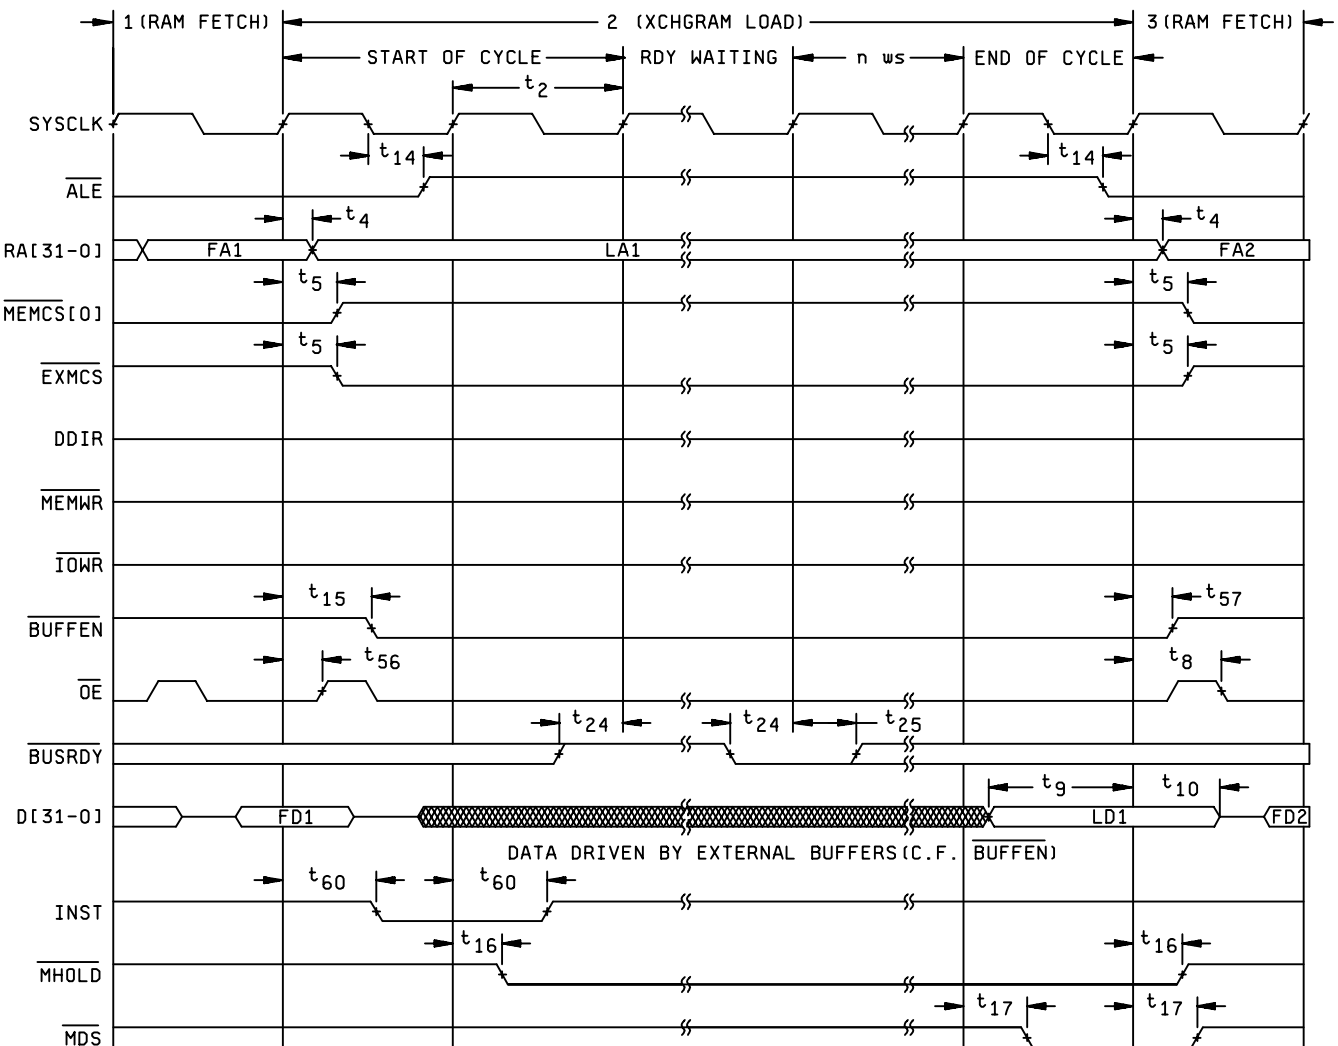 1(RAM FETCH) 2 (XCHGRAM LOAD) 3(RAM FETCH)
START OF CYCLE RDY WAITING n ws END OF CYCLE
t2
SYSCLK
t14 t14
ALE
t4 t4
RA[31-0] FA1 LA1 FA2
t5 t5
MEMCS[0]
t5 t5
EXMCS
DDIR
MEMWR
IOWR
t15 t57
BUFFEN
t56 t8
OE
t24 t24 t25
BUSRDY
t9 t10
D[31-0] FD1 LD1 FD2
DATA DRIVEN BY EXTERNAL BUFFERS(C.F. BUFFEN)
t60 t60
INST
t16 t16
MHOLD
t17 t17
MDS